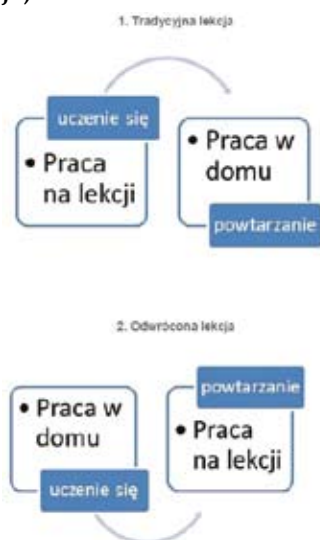 1. Tradycyjna lekcja
uczenie się
• Praca
na lekcji
• Praca w
domu
powtarzanie
2. Odwrócona lekcja
• Praca w
domu
uczenie się
powtarzanie
• Praca
na lekcji